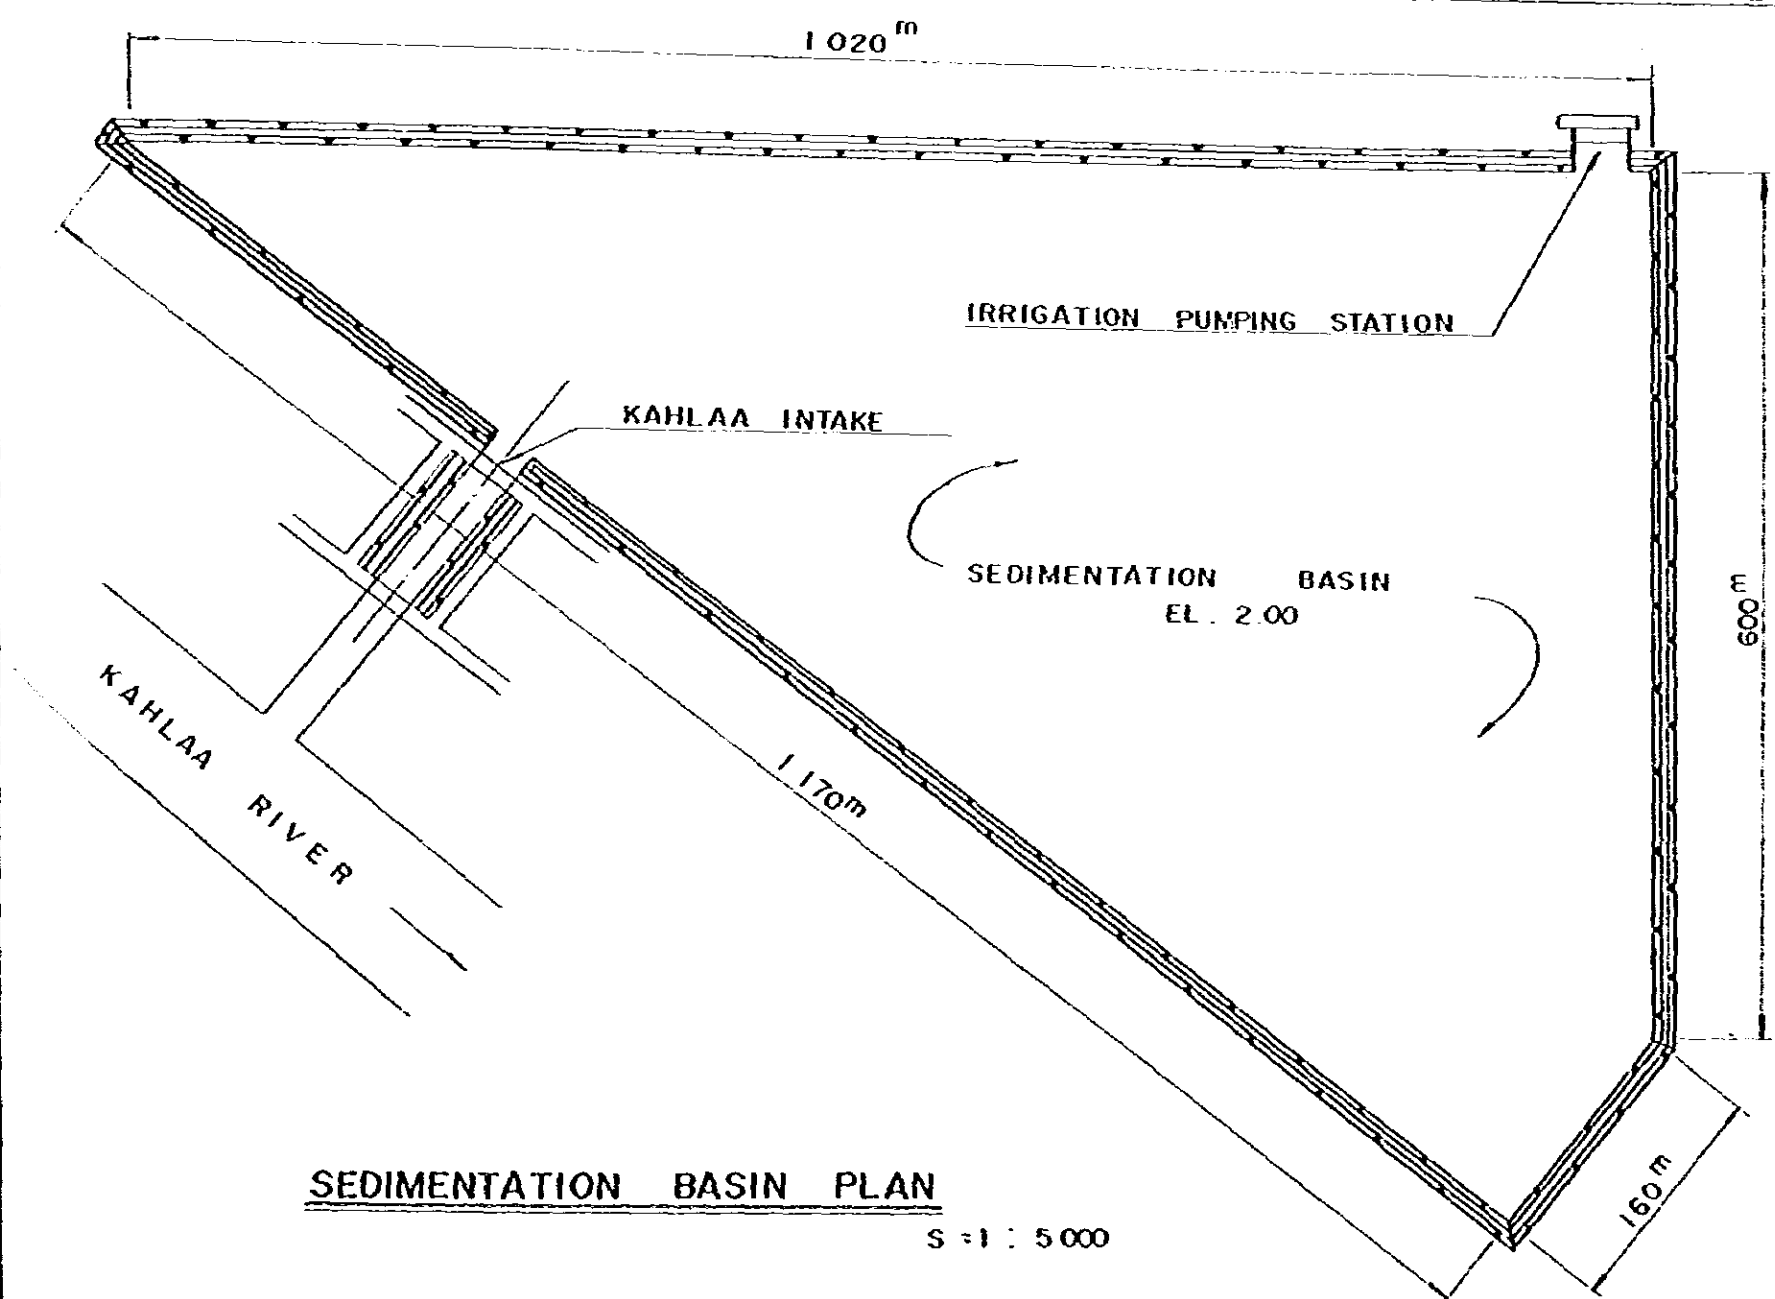 1 020 m
IRRIGATION PUMPING STATION
KAHLAA INTAKE
SEDIMENTATION BASIN
EL. 2.00
600 m
KAHLAA RIVER
1 170 m
160 m
SEDIMENTATION BASIN PLAN
S = 1 : 5 000